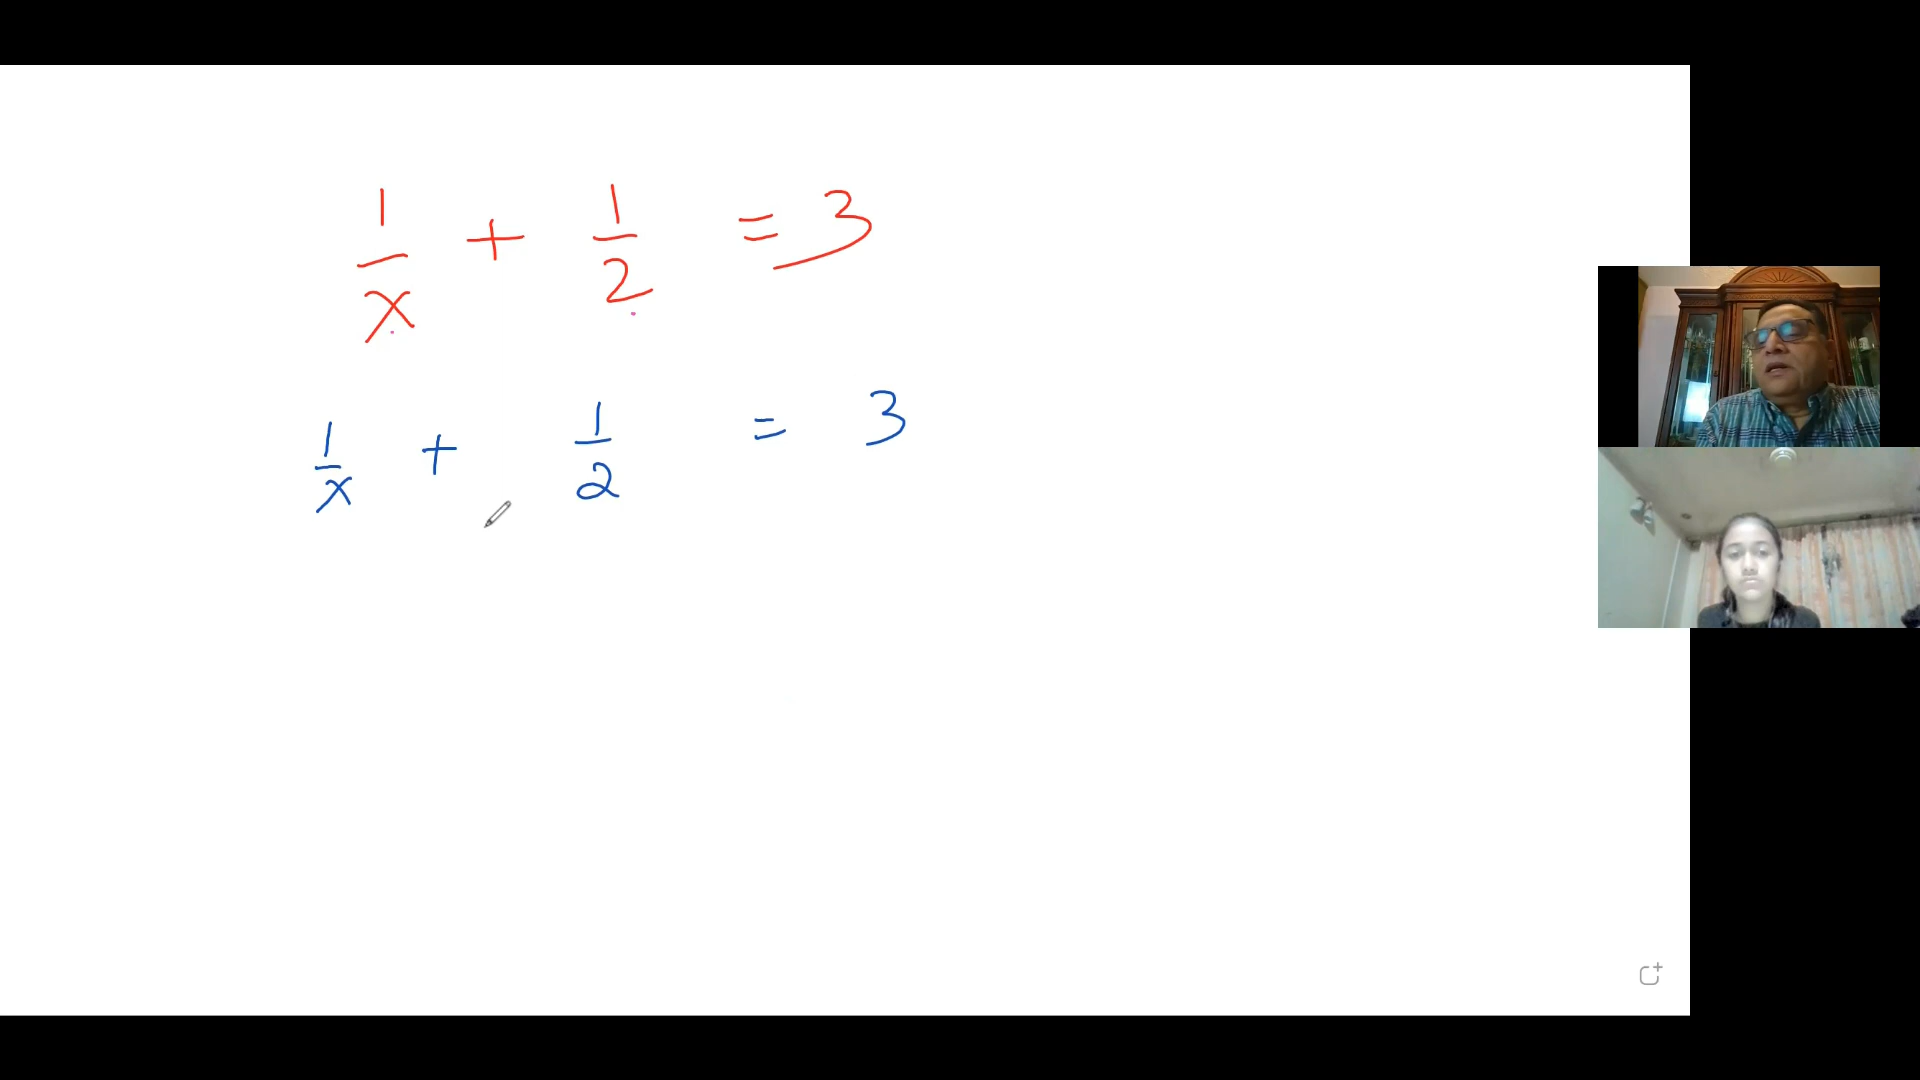 1/x + 1/2 = 3
1/x + 1/2 = 3